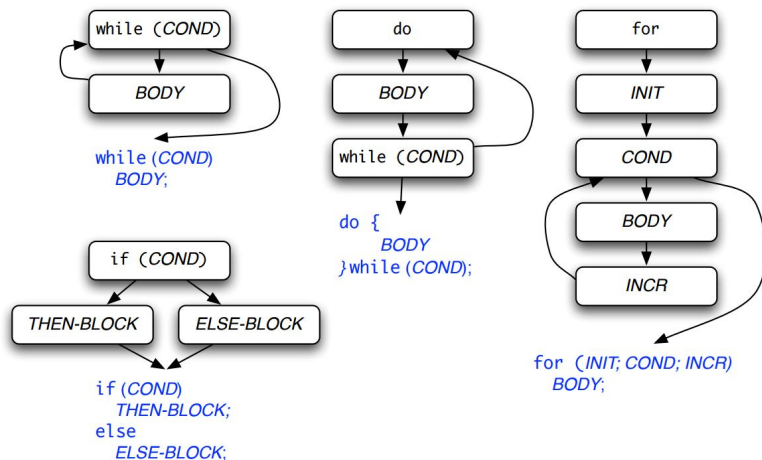 while (COND)
BODY
while (COND)
BODY;
do
BODY
while (COND)
do {
BODY
}while (COND);
for
INIT
COND
BODY
INCR
for (INIT; COND; INCR)
BODY;
if (COND)
THEN-BLOCK
ELSE-BLOCK
if (COND)
THEN-BLOCK;
else
ELSE-BLOCK;